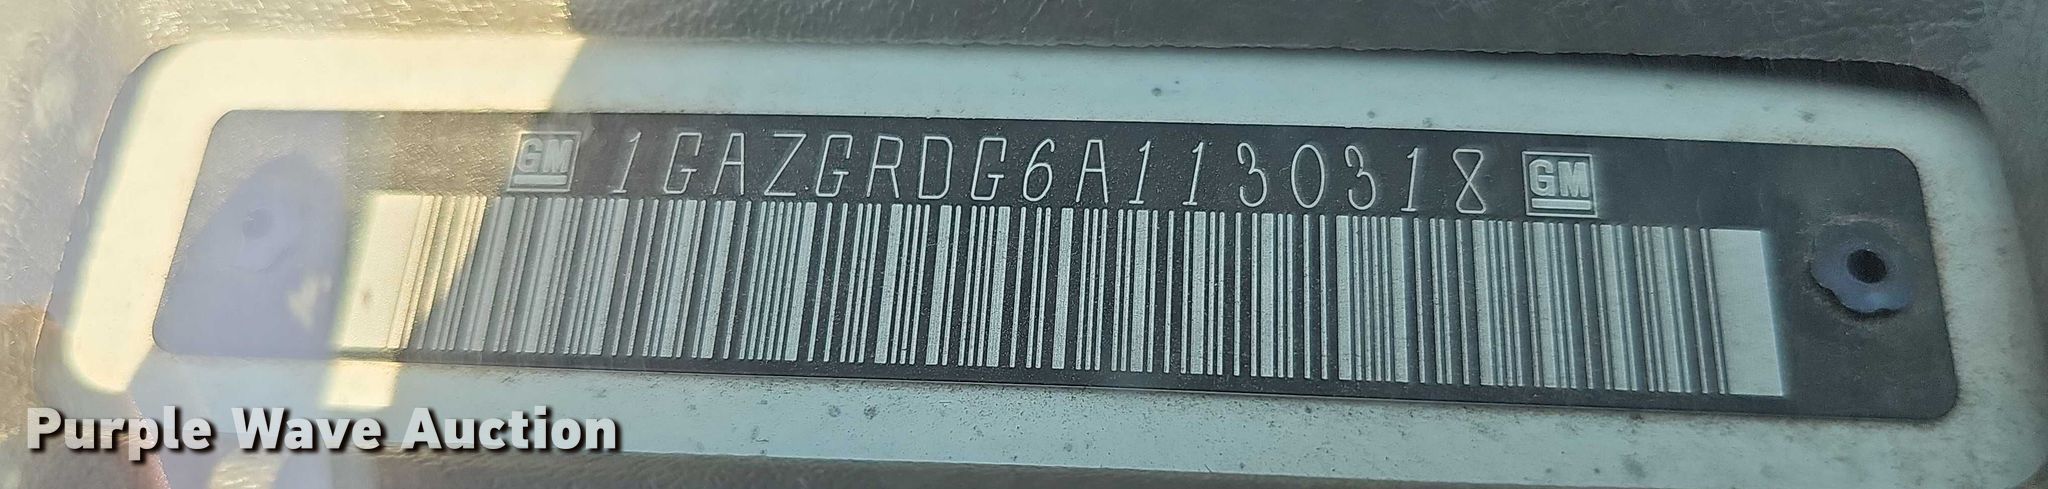 GM 1GAZGRDG6A1130318 GM
Purple Wave Auction